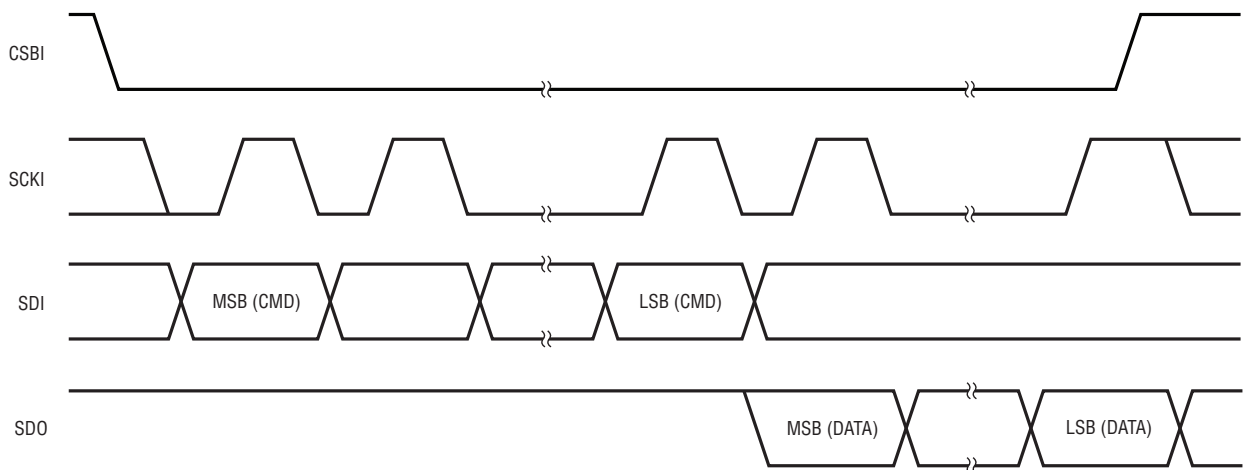 CSBI
SCKI
SDI
MSB (CMD)
LSB (CMD)
SDO
MSB (DATA)
LSB (DATA)